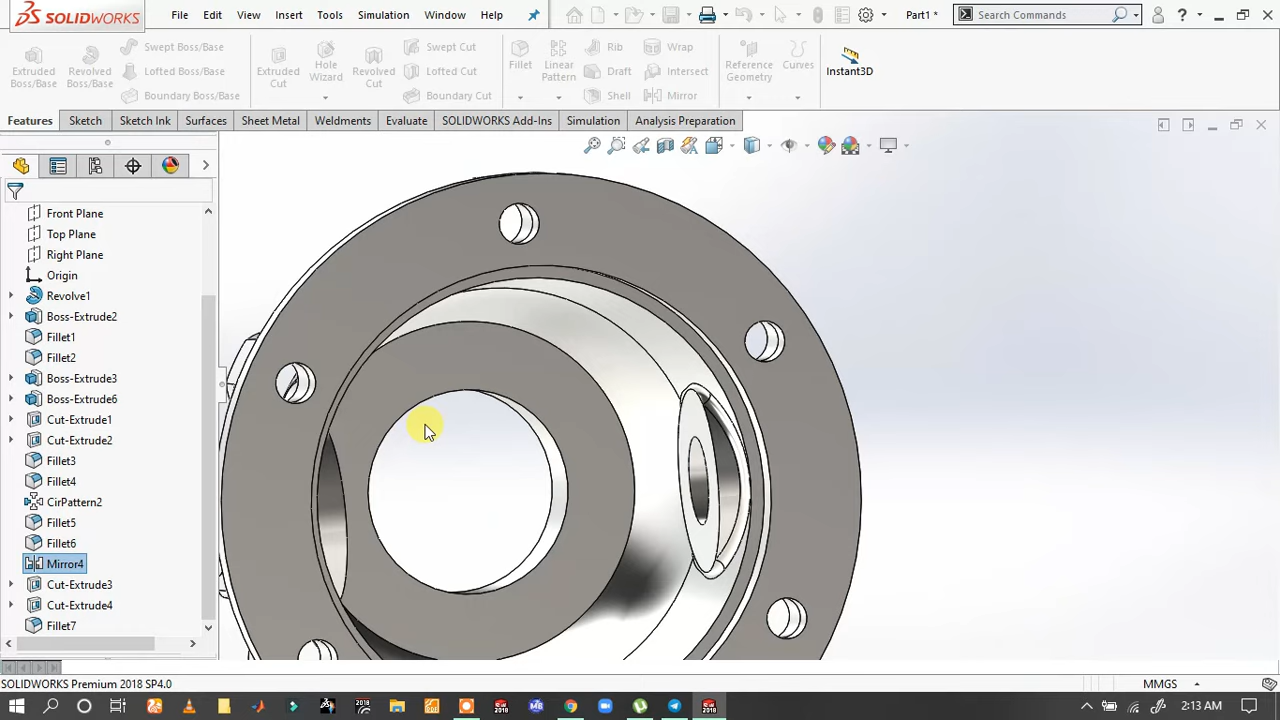 SOLIDWORKS
File Edit View Insert Tools Simulation Window Help
Part1 *
Search Commands
Extruded Boss/Base
Revolved Boss/Base
Swept Boss/Base
Lofted Boss/Base
Boundary Boss/Base
Extruded Cut
Hole Wizard
Revolved Cut
Swept Cut
Lofted Cut
Boundary Cut
Fillet
Linear Pattern
Rib
Draft
Shell
Wrap
Intersect
Mirror
Reference Geometry
Curves
Instant3D
Features Sketch Sketch Ink Surfaces Sheet Metal Weldments Evaluate SOLIDWORKS Add-Ins Simulation Analysis Preparation
Front Plane
Top Plane
Right Plane
Origin
Revolve1
Boss-Extrude2
Fillet1
Fillet2
Boss-Extrude3
Boss-Extrude6
Cut-Extrude1
Cut-Extrude2
Fillet3
Fillet4
CirPattern2
Fillet5
Fillet6
Mirror4
Cut-Extrude3
Cut-Extrude4
Fillet7
SOLIDWORKS Premium 2018 SP4.0
MMGS
2:13 AM